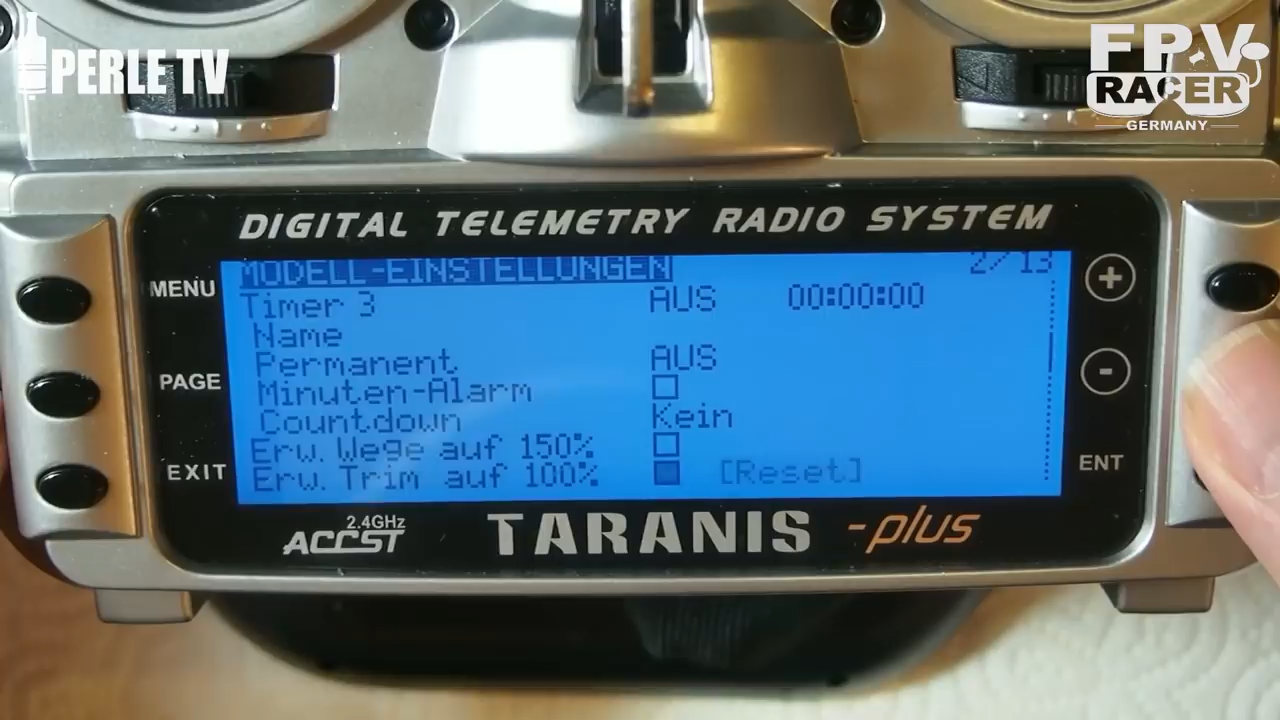 PERLE TV
FPV
RACER
GERMANY
DIGITAL TELEMETRY RADIO SYSTEM
MENU
PAGE
EXIT
MODELL-EINSTELLUNGEN 2/13
Timer 3 AUS 00:00:00
Name
Permanent AUS
Minuten-Alarm
Countdown Kein
Erw. Wege auf 150%
Erw. Trim auf 100% [Reset]
+
-
ENT
2.4GHz
ACCST
TARANIS -plus